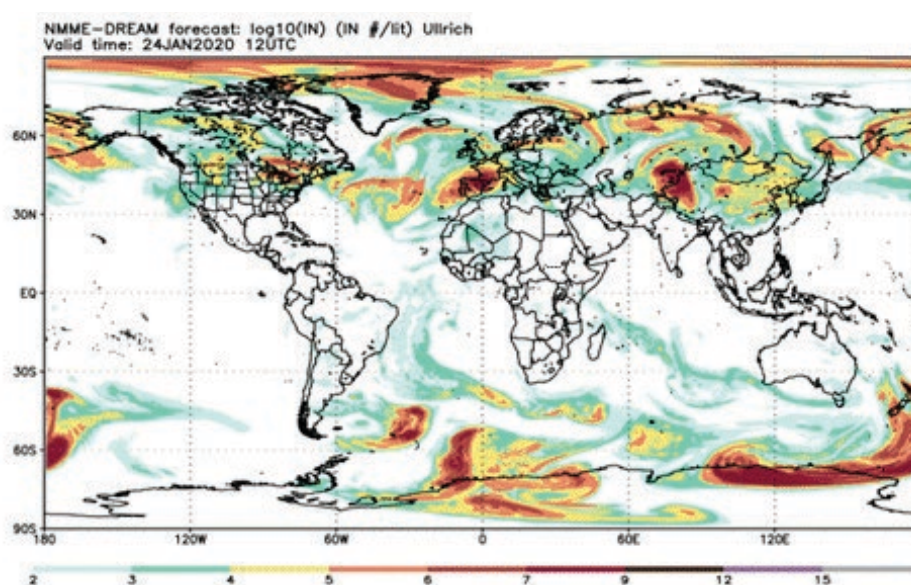 NMME-DREAM forecast: log10(IN) (IN #/lit) Ullrich
Valid time: 24JAN2020 12UTC
60N
30N
EQ
30S
60S
90S
180 120W 60W 0 60E 120E
2 3 4 5 6 7 9 12 15